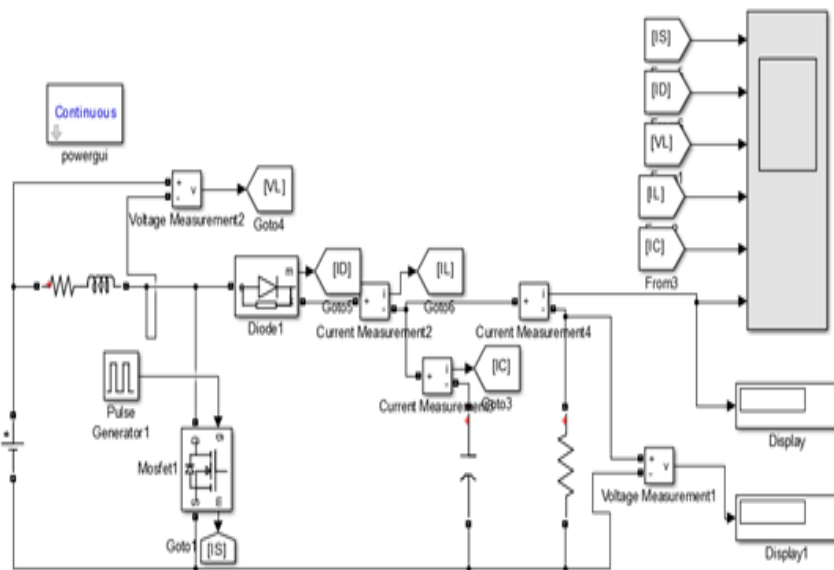 Continuous
powergui
[IS]
[ID]
[VL]
[IL]
[IC]
From3
+
-
v
Voltage Measurement2
[VL]
Goto4
m
Diode1
[ID]
Goto5
+
i
-
Current Measurement2
[IL]
Goto6
+
i
-
Current Measurement4
+
i
-
Current Measurement
[IC]
Goto3
Pulse
Generator1
Mosfet1
D
g
S
m
Goto1
[IS]
+
+
-
v
Voltage Measurement1
Display
Display1